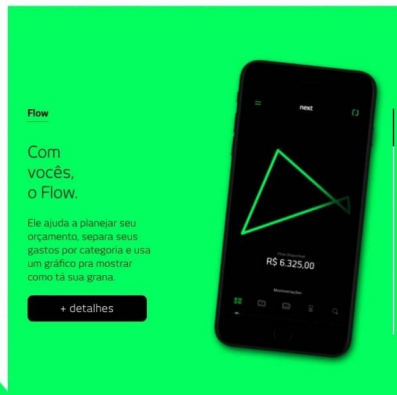 Flow
Com
vocês,
o Flow.
Ele ajuda a planejar seu
orçamento, separa seus
gastos por categoria e usa
um gráfico pra mostrar
como tá sua grana.
+ detalhes
next
R$ 6.325,00
Movimentações